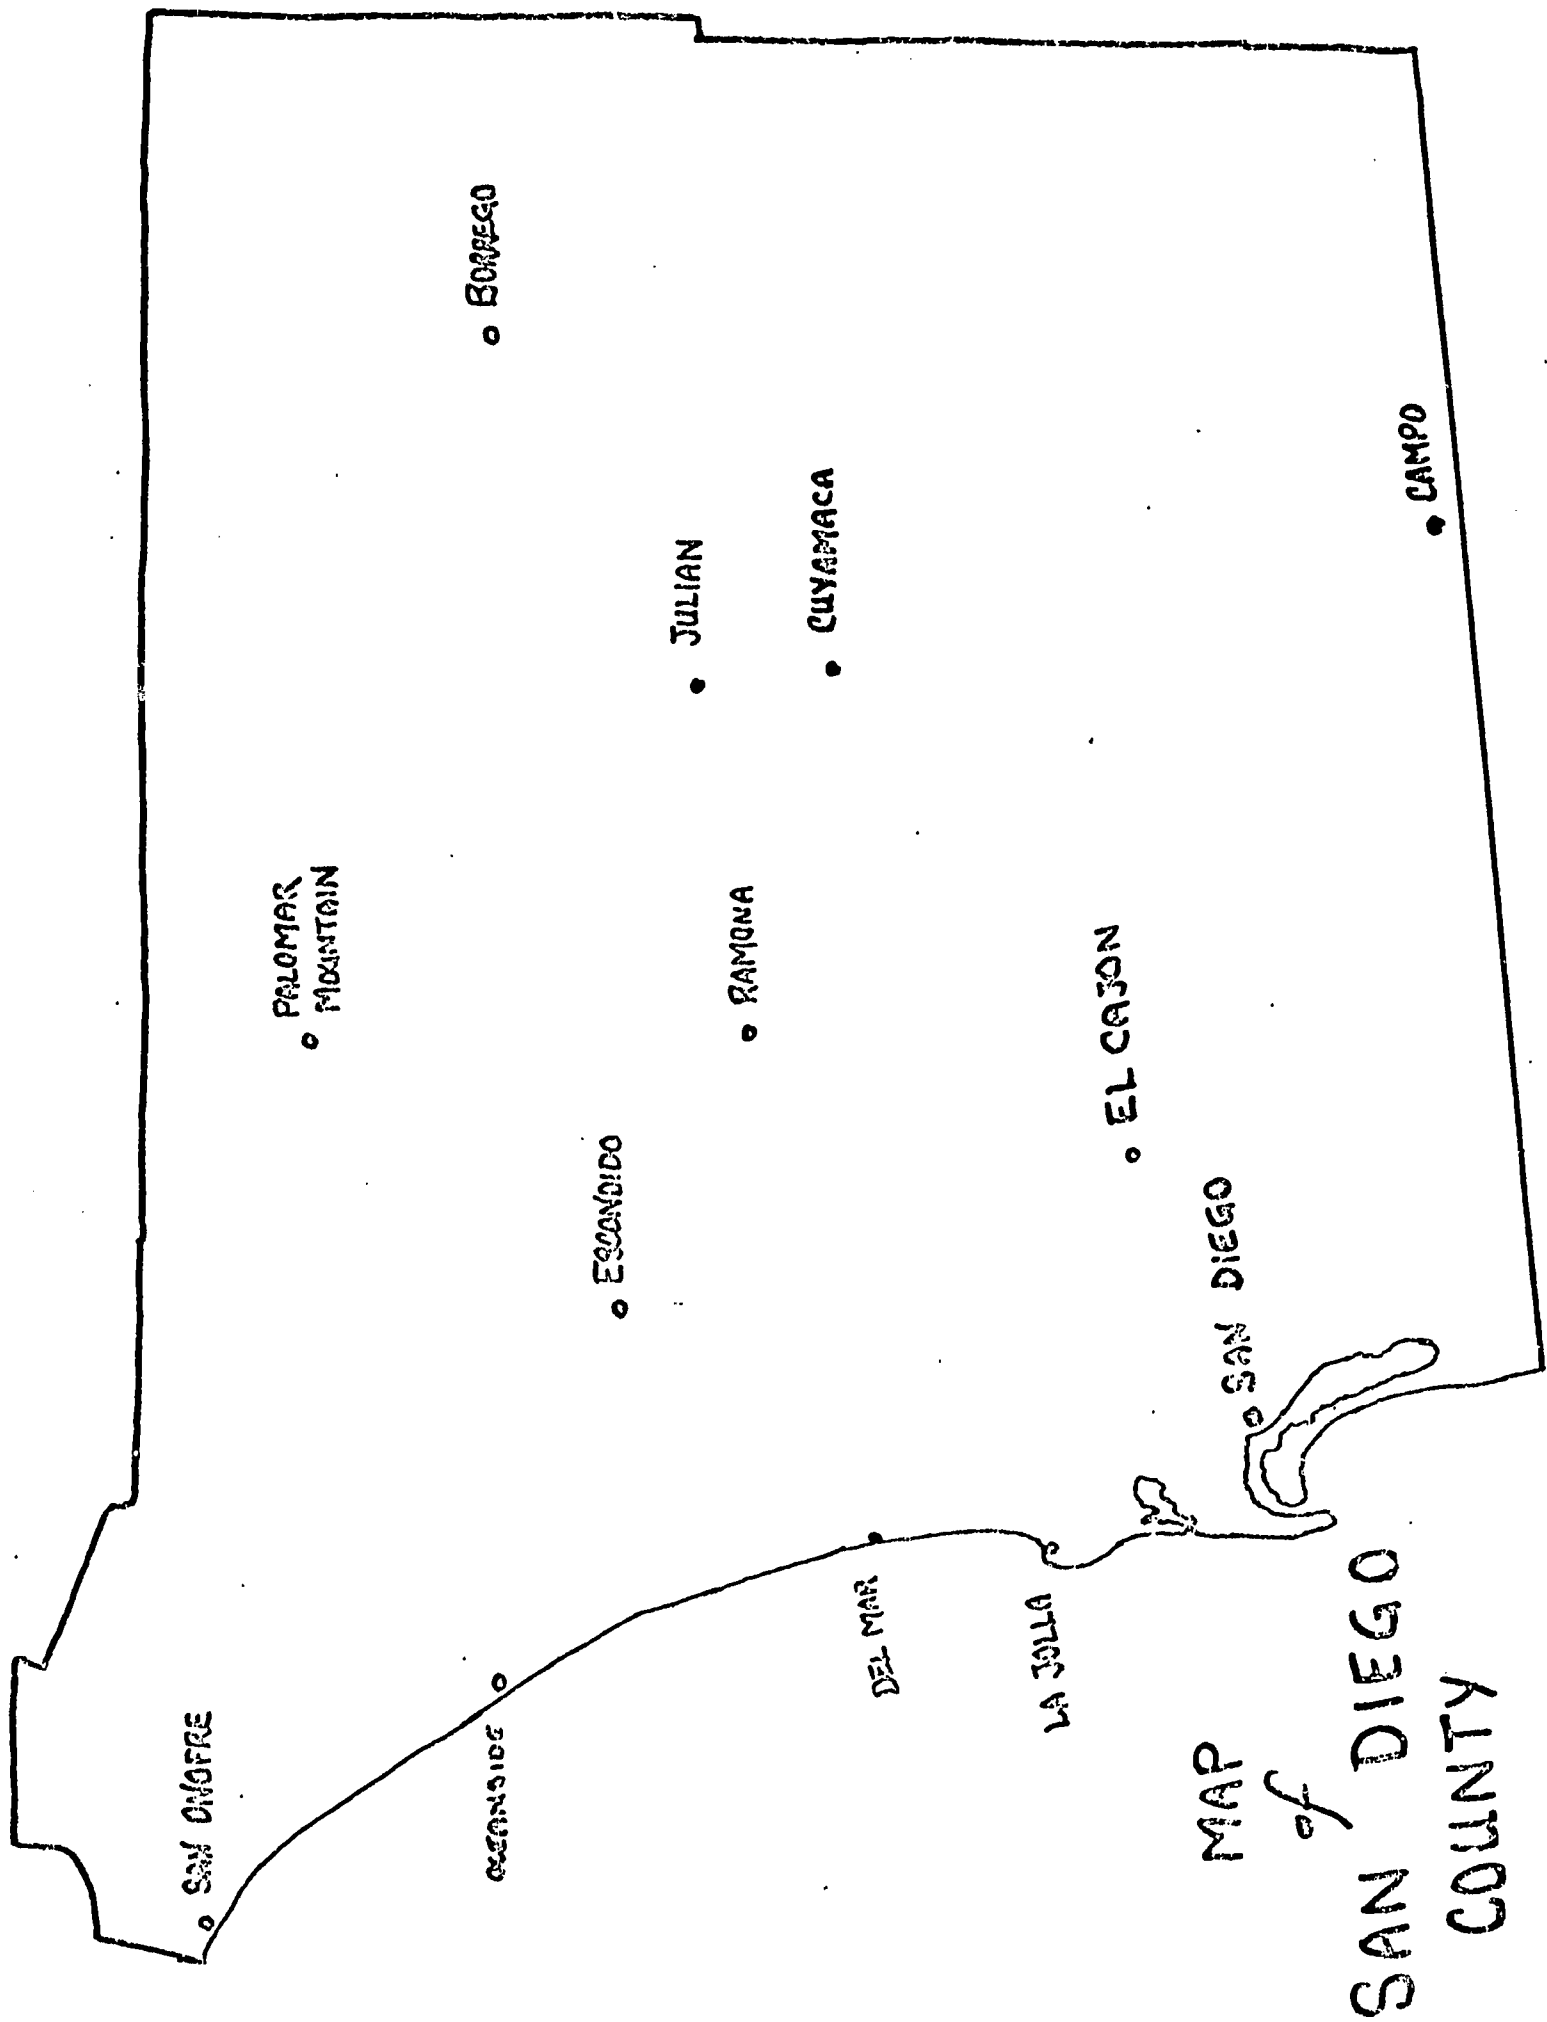 SAN ONOFRE
PALOMAR
MOUNTAIN
BORREGO
OCEANSIDE
ESCONDIDO
JULIAN
RAMONA
CUYAMACA
DEL MAR
LA JOLLA
EL CAJON
SAN DIEGO
CAMPO
MAP
of
SAN DIEGO
COUNTY